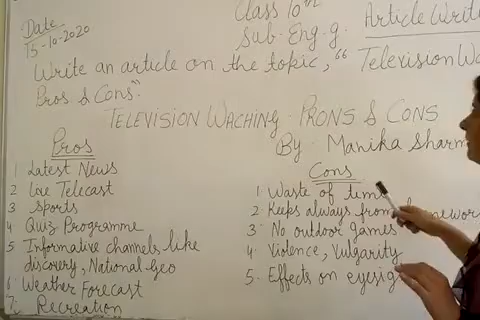 Date
15-10-2020
Class 10th
Sub. Eng.g.
Article Writi
Write an article on the topic, "Television Wa
Pros & Cons"
TELEVISION WACHING - PRONS & CONS
By Manika Sharm
Pros
1 Latest News
2 Live Telecast
3 Sports
4 Quiz Programme
5 Informative channels like
discovery, National Geo
6 Weather Forecast
7. Recreation
Cons
1. Waste of time
2. Keeps always from homewor
3. No outdoor games
4. Violence, Vulgarity
5. Effects on eyesig